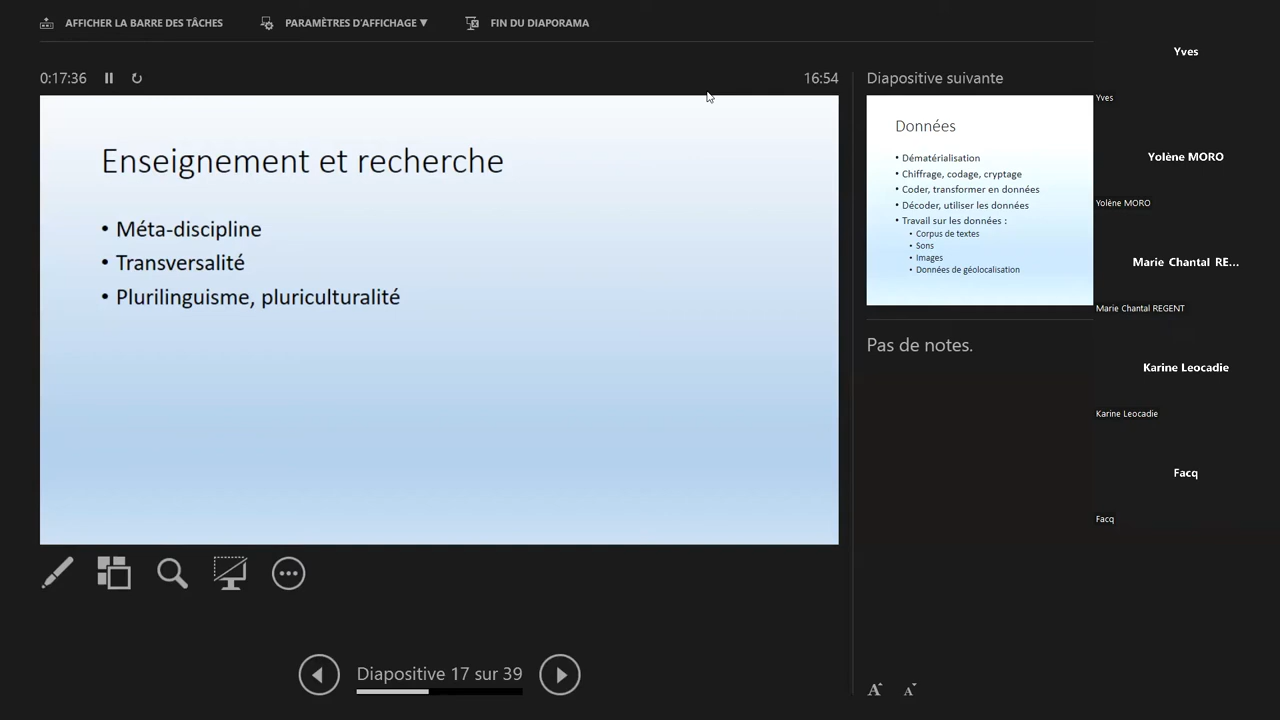 AFFICHER LA BARRE DES TÂCHES
PARAMÈTRES D'AFFICHAGE ▼
FIN DU DIAPORAMA
0:17:36
16:54
Enseignement et recherche
• Méta-discipline
• Transversalité
• Plurilinguisme, pluriculturalité
Diapositive 17 sur 39
Diapositive suivante
Données
• Dématérialisation
• Chiffrage, codage, cryptage
• Coder, transformer en données
• Décoder, utiliser les données
• Travail sur les données :
• Corpus de textes
• Sons
• Images
• Données de géolocalisation
Pas de notes.
A A
Yves
Yves
Yolène MORO
Yolène MORO
Marie Chantal RE...
Marie Chantal REGENT
Karine Leocadie
Karine Leocadie
Facq
Facq